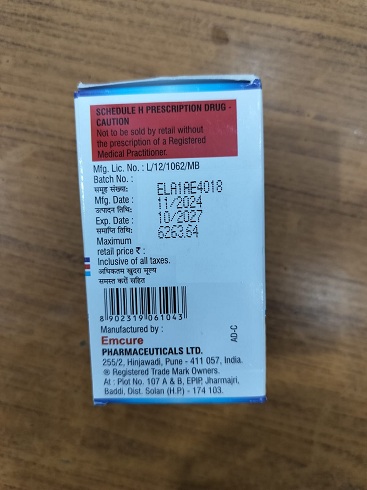 SCHEDULE H PRESCRIPTION DRUG -
CAUTION
Not to be sold by retail without
the prescription of a Registered
Medical Practitioner.
Mfg. Lic. No. : L/12/1062/MB
Batch No. :
समूह संख्या: ELA1AE4018
Mfg. Date : 11/2024
उत्पादन तिथि:
Exp. Date : 10/2027
समाप्ति तिथि: 6263.64
Maximum
retail price ₹ :
Inclusive of all taxes.
अधिकतम खुदरा मूल्य
समस्त करों सहित
8 902319 061043
AD-C
Manufactured by :
Emcure
PHARMACEUTICALS LTD.
255/2, Hinjawadi, Pune - 411 057, India.
® Registered Trade Mark Owners.
At : Plot No. 107 A & B, EPIP, Jharmajri,
Baddi, Dist. Solan (H.P.) - 174 103.